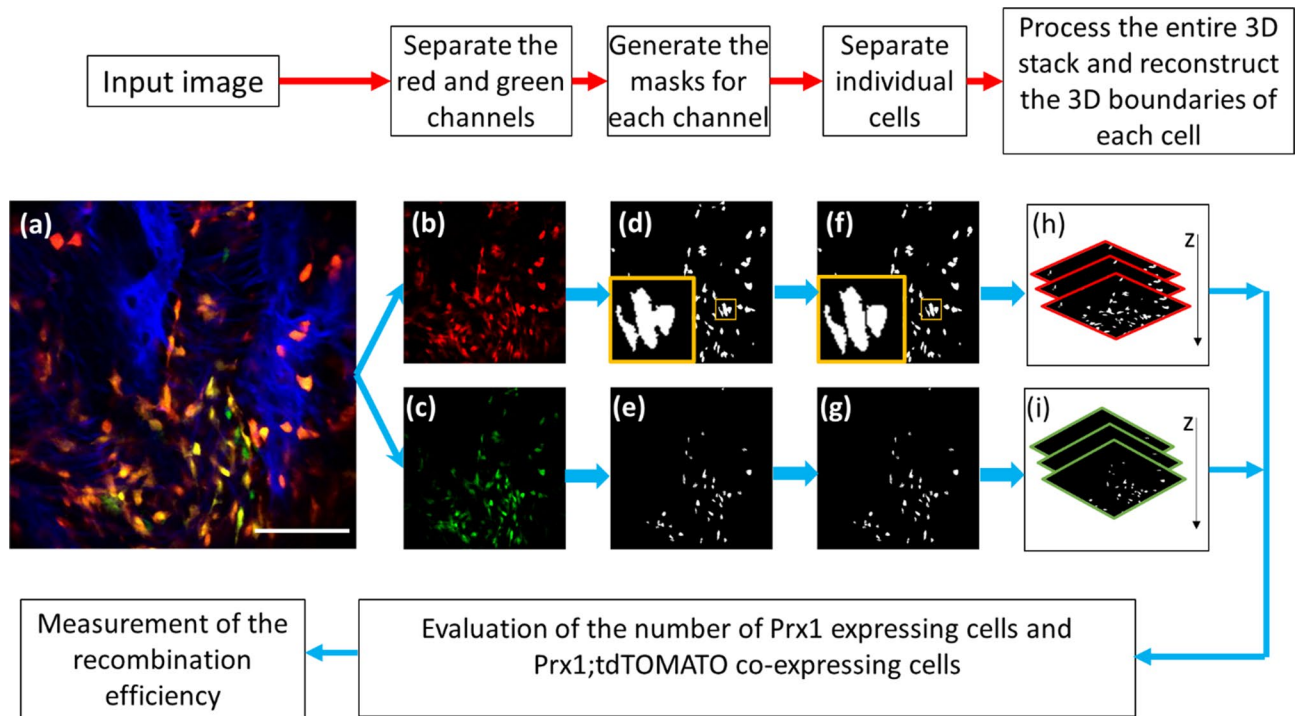 Input image
Separate the
red and green
channels
Generate the
masks for
each channel
Separate
individual
cells
Process the entire 3D
stack and reconstruct
the 3D boundaries of
each cell
(a)
(b)
(d)
(f)
(h)
z
(c)
(e)
(g)
(i)
z
Measurement of the
recombination
efficiency
Evaluation of the number of Prx1 expressing cells and
Prx1;tdTOMATO co-expressing cells